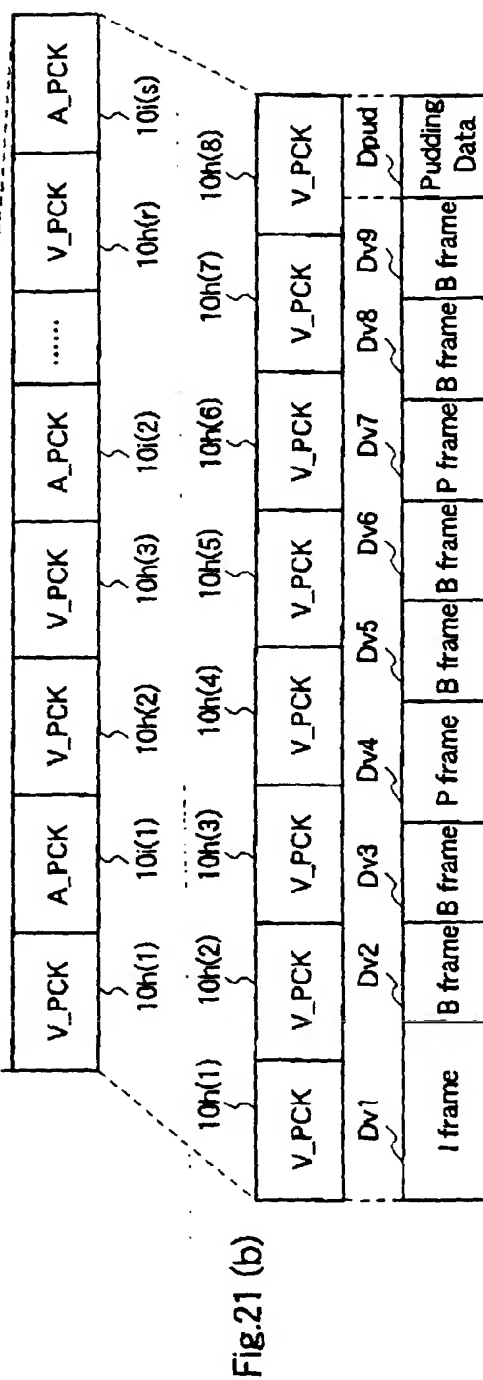 V_PCK A_PCK V_PCK V_PCK A_PCK ...... V_PCK A_PCK
10h(1) 10i(1) 10h(2) 10h(3) 10i(2) 10h(r) 10i(s)
10h(1) 10h(2) 10h(3) 10h(4) 10h(5) 10h(6) 10h(7) 10h(8)
V_PCK V_PCK V_PCK V_PCK V_PCK V_PCK V_PCK V_PCK
Dv1 Dv2 Dv3 Dv4 Dv5 Dv6 Dv7 Dv8 Dv9 Dpud
I frame B frame B frame P frame B frame B frame P frame B frame B frame Pudding Data
Fig.21 (b)